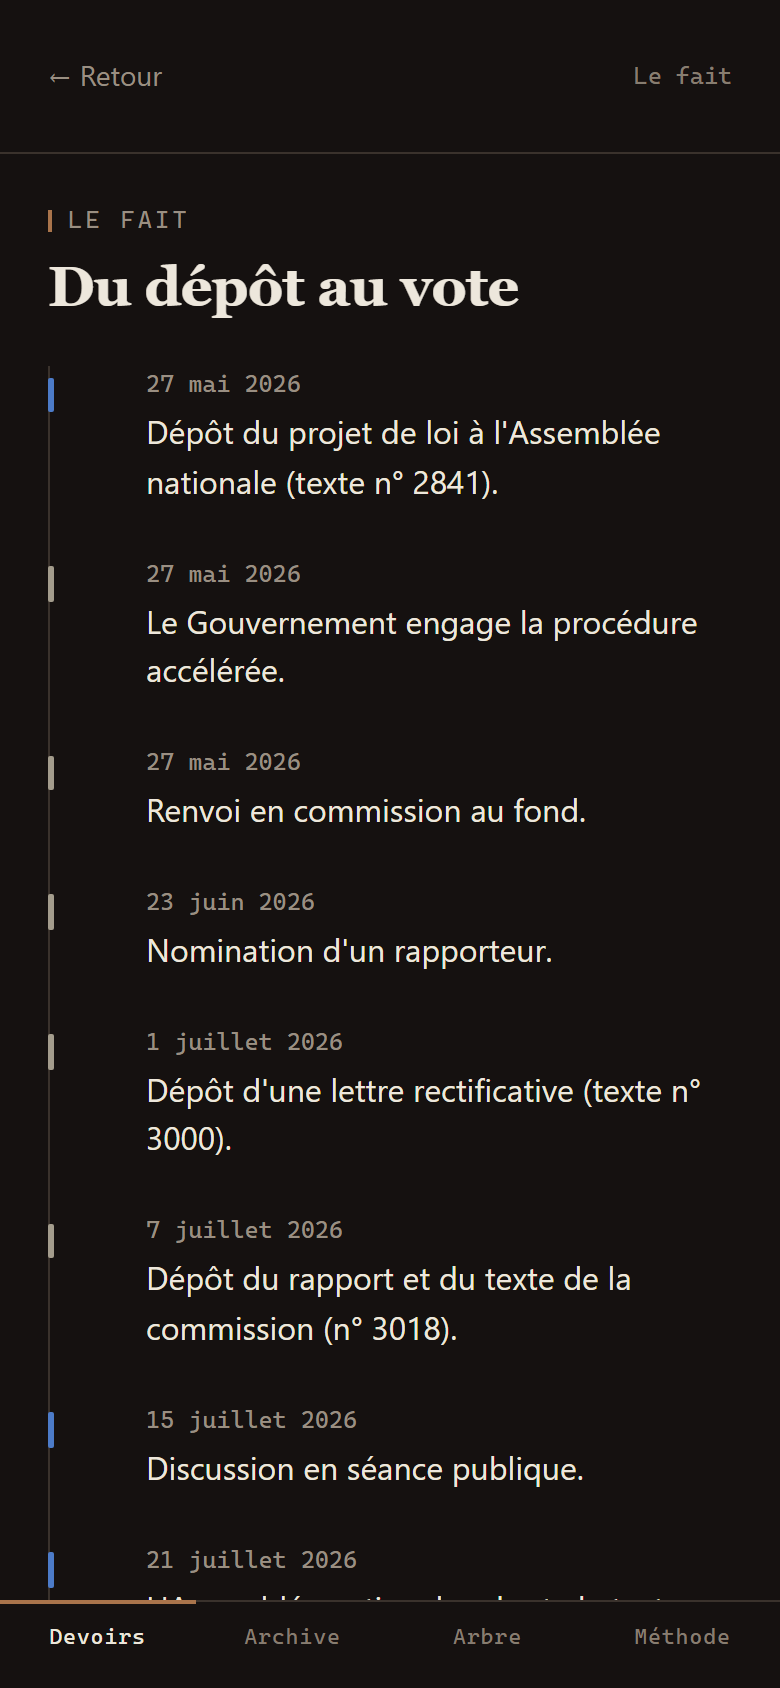 ← Retour
Le fait
LE FAIT
Du dépôt au vote
27 mai 2026
Dépôt du projet de loi à l'Assemblée
nationale (texte n° 2841).
27 mai 2026
Le Gouvernement engage la procédure
accélérée.
27 mai 2026
Renvoi en commission au fond.
23 juin 2026
Nomination d'un rapporteur.
1 juillet 2026
Dépôt d'une lettre rectificative (texte n°
3000).
7 juillet 2026
Dépôt du rapport et du texte de la
commission (n° 3018).
15 juillet 2026
Discussion en séance publique.
21 juillet 2026
Devoirs
Archive
Arbre
Méthode